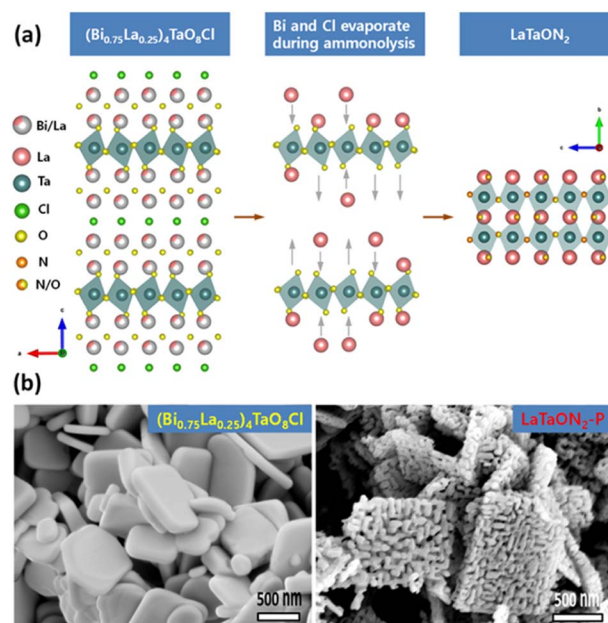 (a)
(Bi0.75La0.25)4TaO8Cl
Bi and Cl evaporate
during ammonolysis
LaTaON2
Bi/La
La
Ta
Cl
O
N
N/O
a
c
c
b
(b)
(Bi0.75La0.25)4TaO8Cl
500 nm
LaTaON2-P
500 nm